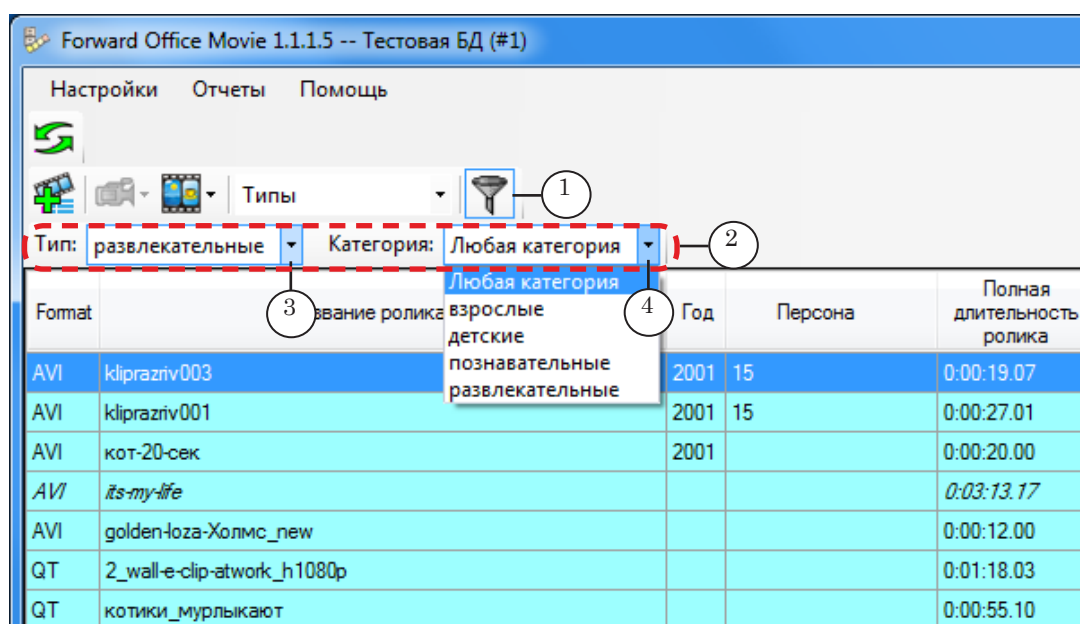 Forward Office Movie 1.1.1.5 -- Тестовая БД (#1)
Настройки Отчеты Помощь
Типы 1
Тип: развлекательные Категория: Любая категория 2
3 4
Любая категория
взрослые
детские
познавательные
развлекательные
Format звание ролика Год Персона Полная длительность ролика
AVI kliprazriv003 2001 15 0:00:19.07
AVI kliprazriv001 2001 15 0:00:27.01
AVI кот-20-сек 2001 0:00:20.00
AVI its-my-life 0:03:13.17
AVI golden-loza-Холмс_new 0:00:12.00
QT 2_wall-e-clip-atwork_h1080p 0:01:18.03
QT котики_мурлыкают 0:00:55.10